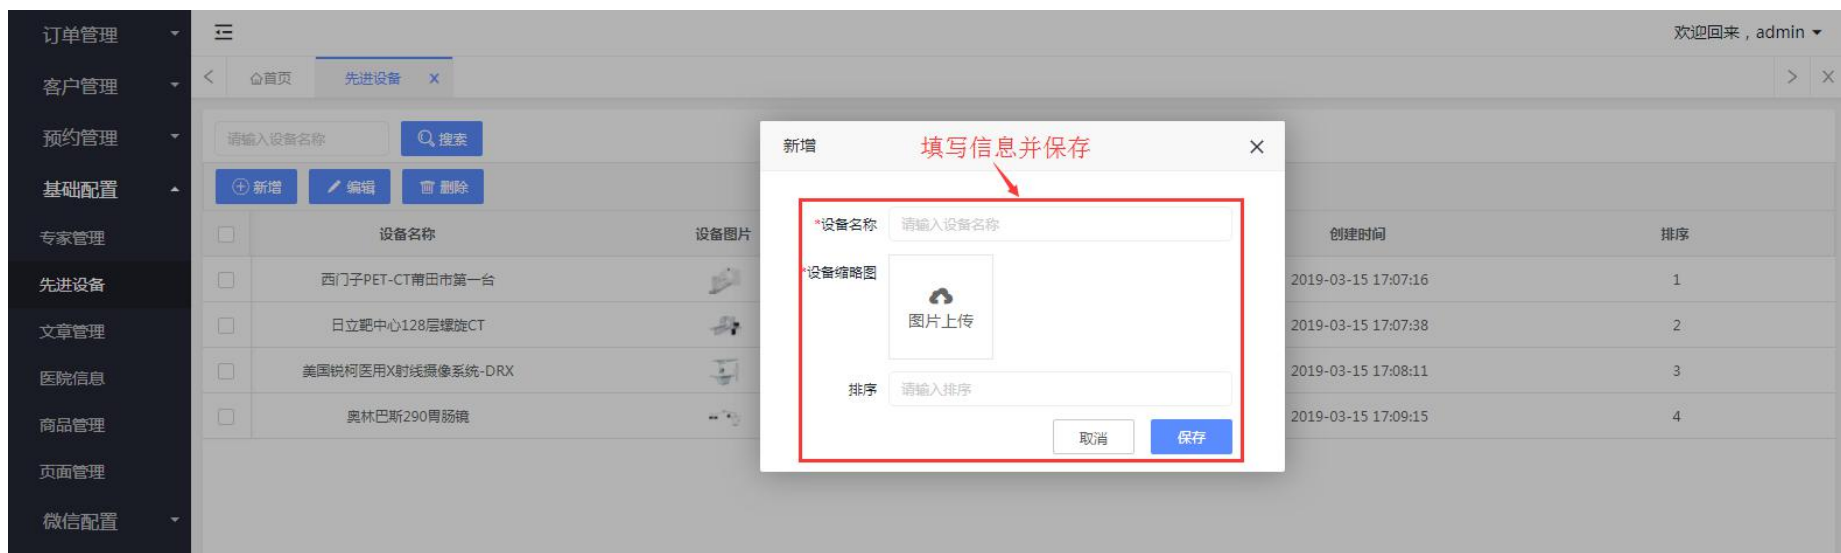 订单管理
欢迎回来，admin
客户管理
首页 先进设备 X
预约管理
请输入设备名称 搜索
新增 填写信息并保存
基础配置
新增 编辑 删除
专家管理
设备名称 设备图片 创建时间 排序
*设备名称 请输入设备名称
先进设备
西门子PET-CT莆田市第一台 2019-03-15 17:07:16 1
*设备缩略图
图片上传
文章管理
日立靶中心128层螺旋CT 2019-03-15 17:07:38 2
医院信息
美国锐柯医用X射线摄像系统-DRX 2019-03-15 17:08:11 3
排序 请输入排序
商品管理
奥林巴斯290胃肠镜 2019-03-15 17:09:15 4
取消 保存
页面管理
微信配置